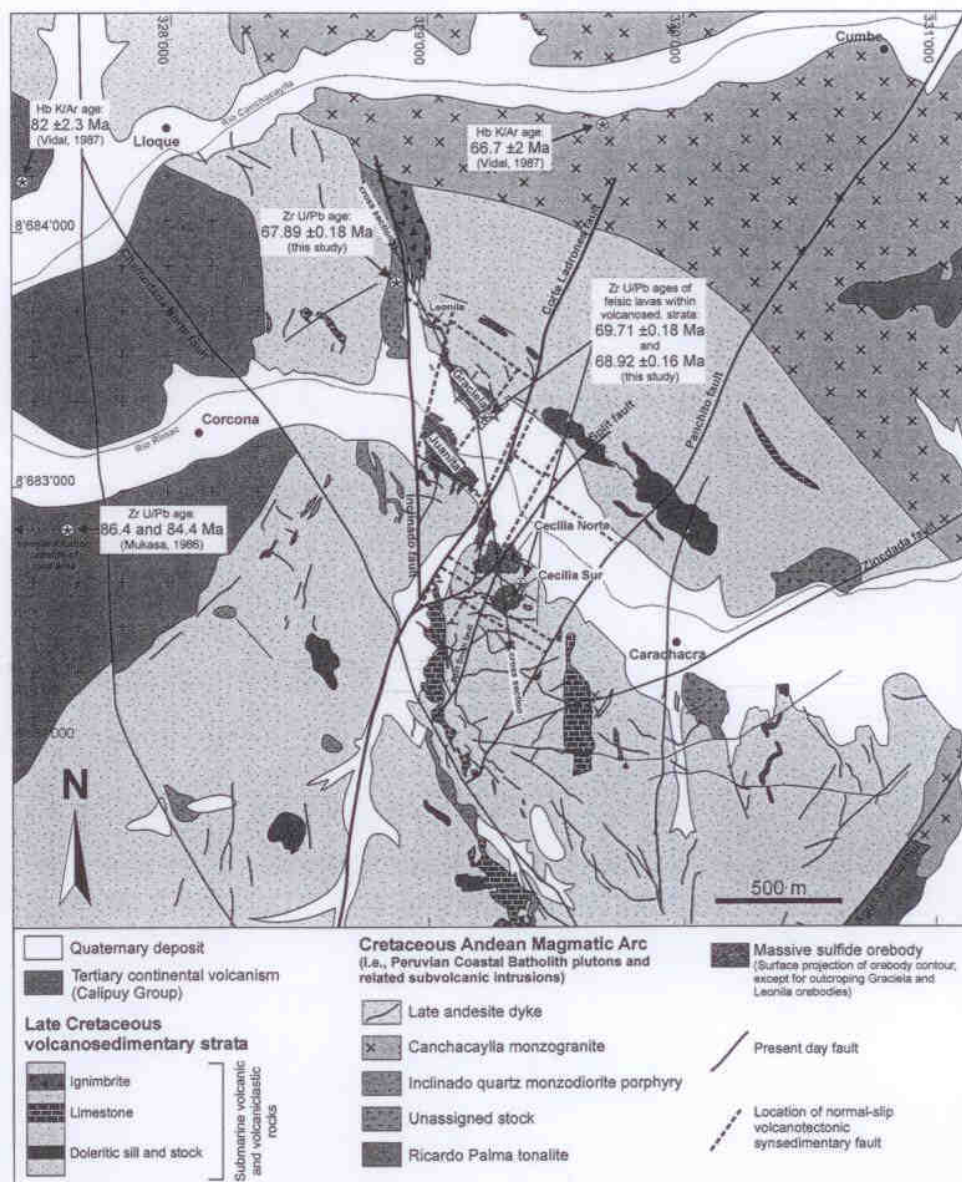 328'000
329'000
331'000
Cumbe
Hb K/Ar age:
82 ±2.3 Ma
(Vidal, 1987)
Rio Canchacaylla
Lloque
Hb K/Ar age:
66.7 ±2 Ma
(Vidal, 1987)
8'684'000
Zr U/Pb age:
67.89 ±0.18 Ma
(this study)
cross section
Corte Ladrones fault
Zr U/Pb ages of
felsic lavas within
volcanosed. strata:
69.71 ±0.18 Ma
and
68.92 ±0.16 Ma
(this study)
Leonila
Graciela
Juanita
Corcona
Rio Rimac
Split fault
Panchito fault
8'683'000
Inclinado fault
Zr U/Pb age:
86.4 and 84.4 Ma
(Mukasa, 1986)
Cecilia Norte
Cecilia Sur
Zincdada fault
Carachacra
cross section
N
500 m
Quaternary deposit
Tertiary continental volcanism
(Calipuy Group)
Late Cretaceous
volcanosedimentary strata
Ignimbrite
Limestone
Doleritic sill and stock
Submarine volcanic
and volcaniclastic
rocks
Cretaceous Andean Magmatic Arc
(i.e., Peruvian Coastal Batholith plutons and
related subvolcanic intrusions)
Late andesite dyke
Canchacaylla monzogranite
Inclinado quartz monzodiorite porphyry
Unassigned stock
Ricardo Palma tonalite
Massive sulfide orebody
(Surface projection of orebody contour,
except for outcroping Graciela and
Leonila orebodies)
Present day fault
Location of normal-slip
volcanotectonic
synsedimentary fault